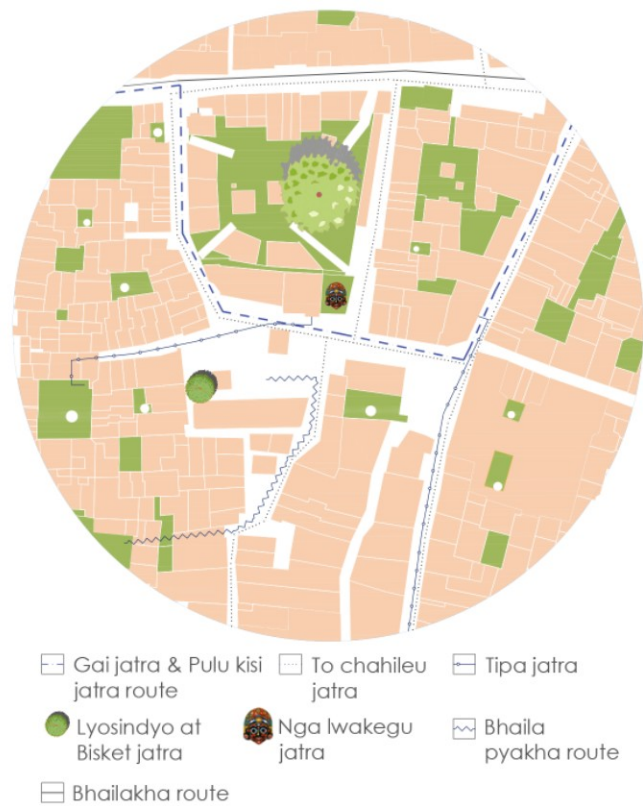 Gai jatra & Pulu kisi
jatra route
To chahileu
jatra
Tipa jatra
Lyosindyo at
Bisket jatra
Nga lwakegu
jatra
Bhaila
pyakha route
Bhailakha route